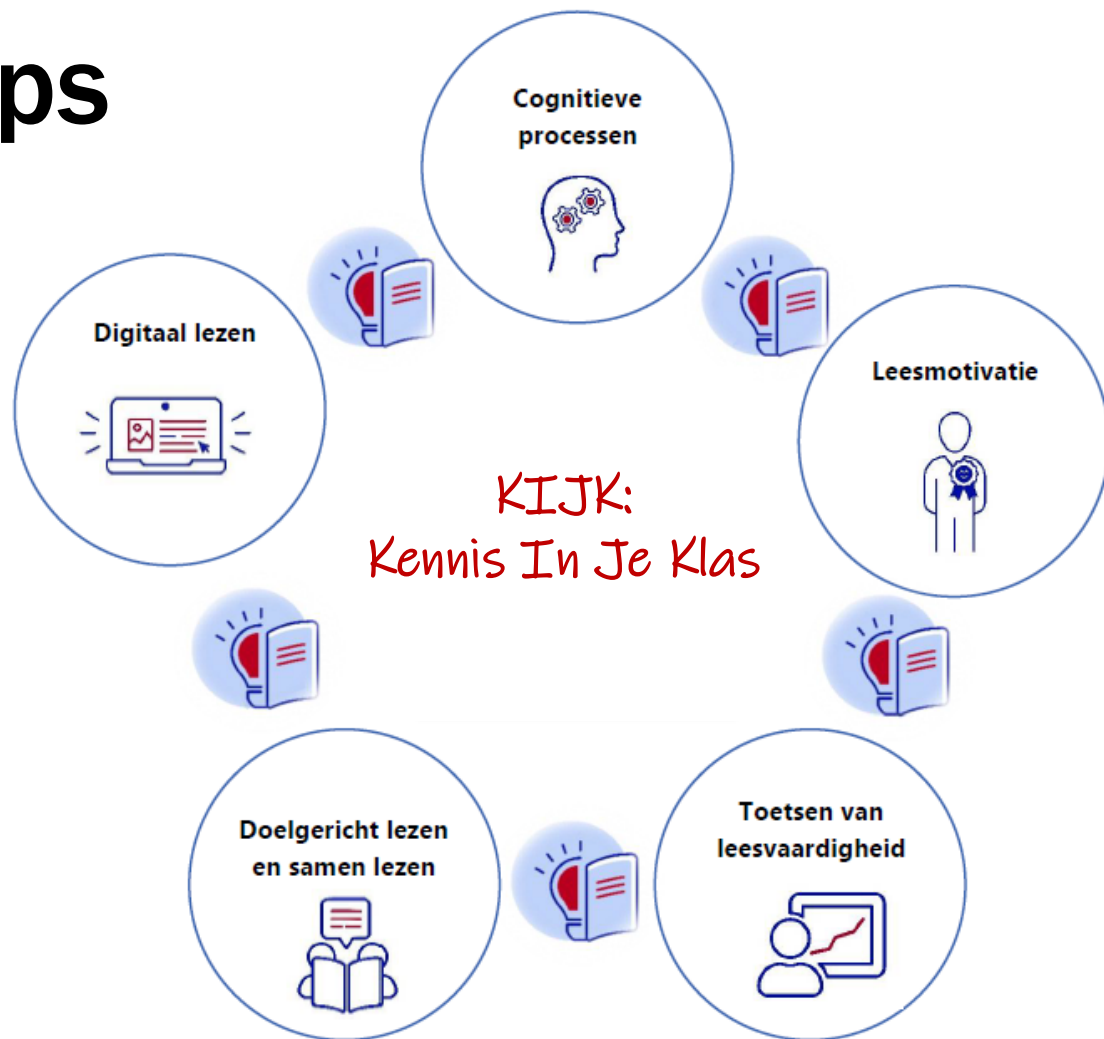 ps
Cognitieve
processen
Digitaal lezen
Leesmotivatie
KIJK:
Kennis In Je Klas
Doelgericht lezen
en samen lezen
Toetsen van
leesvaardigheid